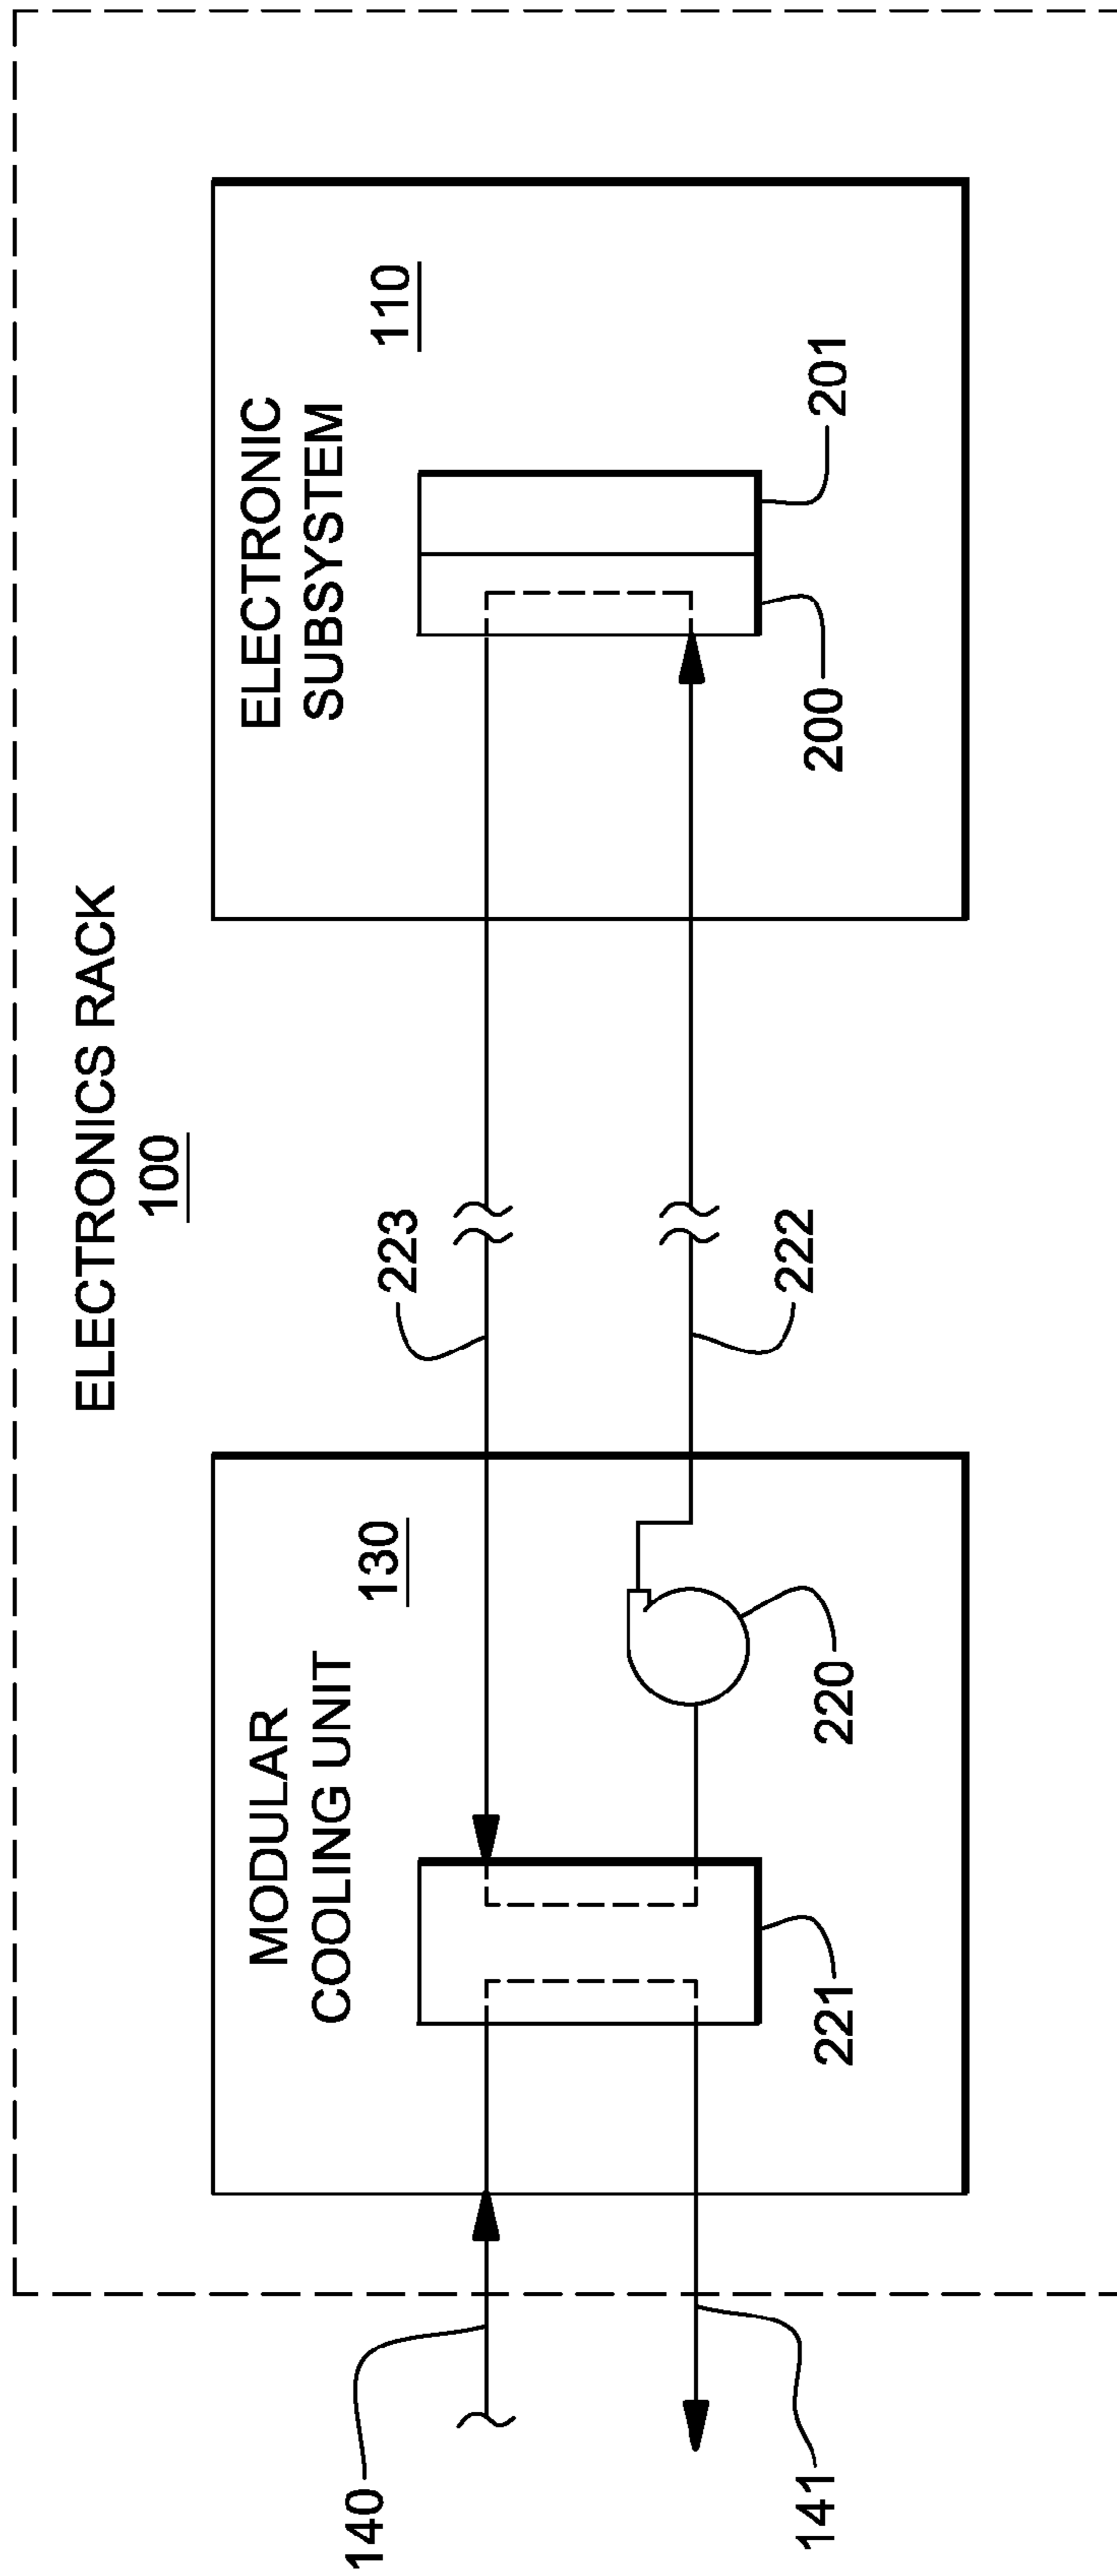 ELECTRONICS RACK
100
MODULAR
COOLING UNIT
130
ELECTRONIC
SUBSYSTEM
110
140
223
141
221
220
222
200
201